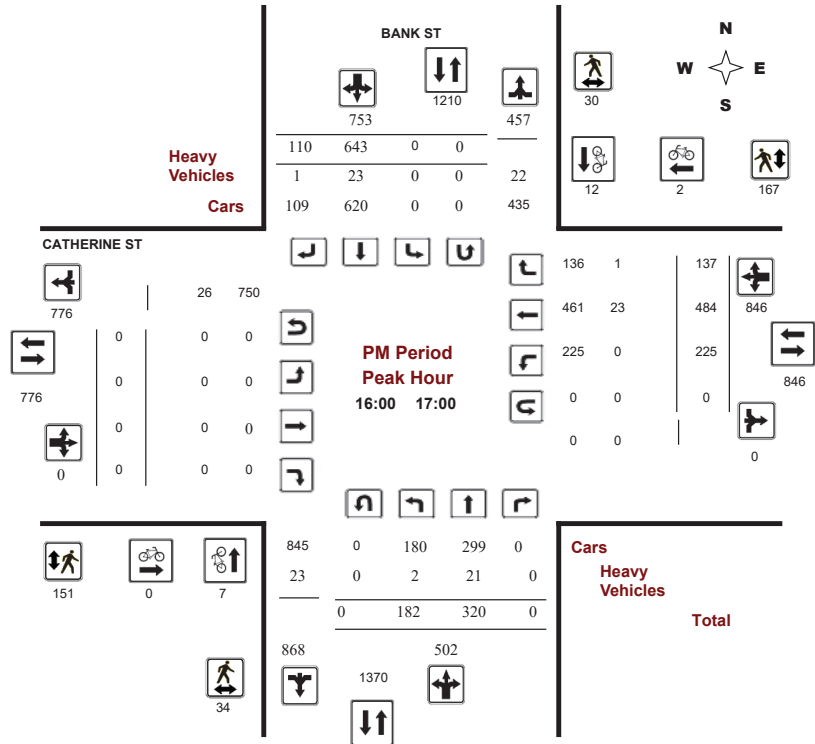 BANK ST
N
W E
S
1210
30
753 457
110 643 0 0
Heavy
Vehicles
1 23 0 0 22
12 2 167
Cars
109 620 0 0 435
CATHERINE ST
136 1 137
776
26 750
846
461 23 484
0 0 0
PM Period
225 0 225
846
776
0 0 0
Peak Hour
16:00 17:00
0 0 0
0 0 0
0 0
0
0
0 0 0
845 0 180 299 0
Cars
23 0 2 21 0
Heavy
Vehicles
151 0 7
0 182 320 0
Total
868 502
1370
34